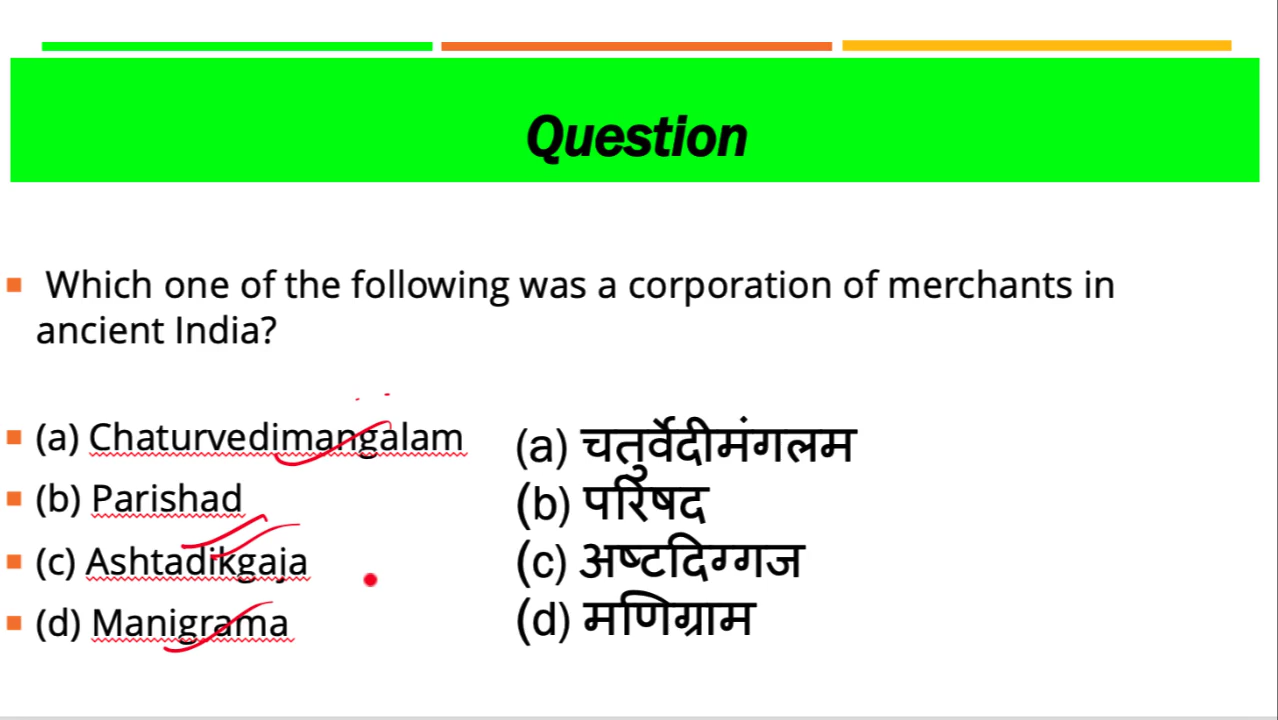 Question
Which one of the following was a corporation of merchants in
ancient India?
(a) Chaturvedimangalam
(b) Parishad
(c) Ashtadikgaja
(d) Manigrama
(a) चतुर्वेदीमंगलम
(b) परिषद
(c) अष्टदिग्गज
(d) मणिग्राम